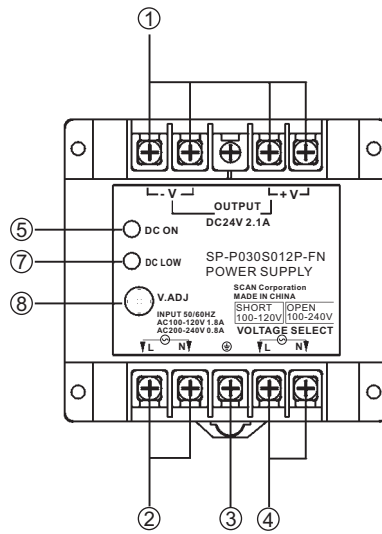 ①
- V
+ V
OUTPUT
DC24V 2.1A
⑤
DC ON
⑦
DC LOW
SP-P030S012P-FN
POWER SUPPLY
⑧
V.ADJ
SCAN Corporation
MADE IN CHINA
SHORT
100-120V
OPEN
100-240V
INPUT 50/60HZ
AC100-120V 1.8A
AC200-240V 0.8A
VOLTAGE SELECT
L
N
L
N
②
③
④